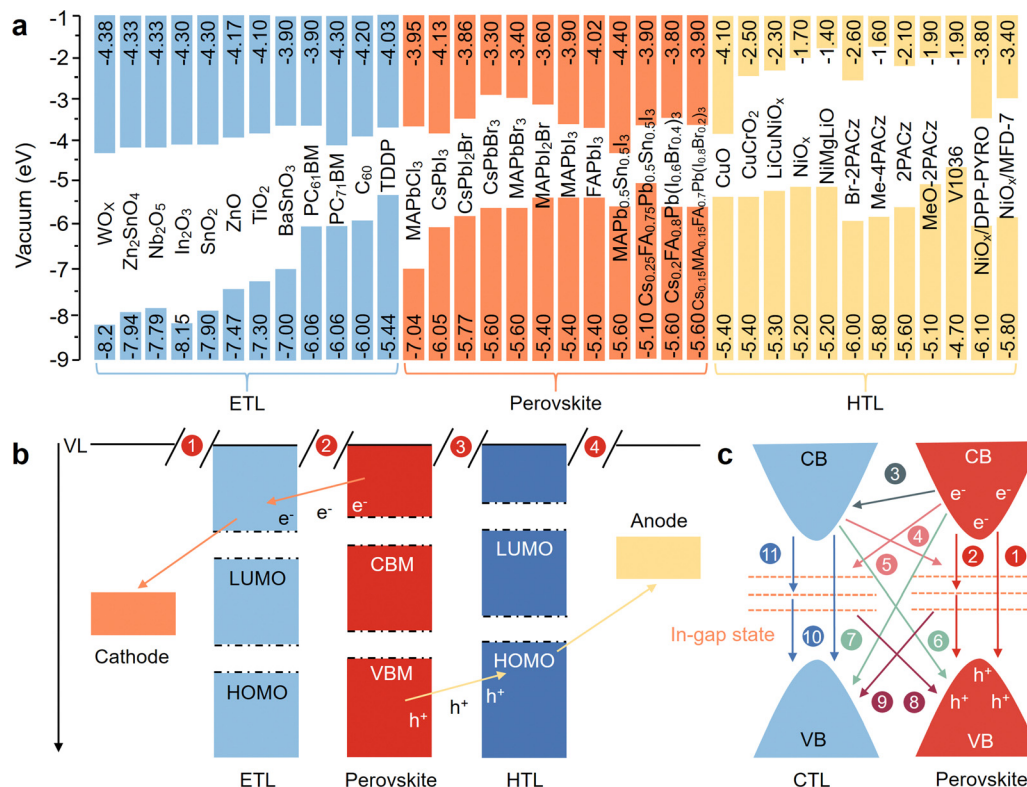 a
Vacuum (eV)
-1
-2
-3
-4
-5
-6
-7
-8
-9
-4.38
-4.33
-4.33
-4.30
-4.30
-4.17
-4.10
-3.90
-3.90
-4.30
-4.20
-4.03
-3.95
-4.13
-3.86
-3.30
-3.40
-3.60
-3.90
-4.02
-4.40
-3.90
-3.80
-3.90
-4.10
-2.50
-2.30
-1.70
-1.40
-2.60
-1.60
-2.10
-1.90
-1.90
-3.80
-3.40
WOₓ
Zn₂SnO₄
Nb₂O₅
In₂O₃
SnO₂
ZnO
TiO₂
BaSnO₃
PC₆₁BM
PC₇₁BM
C₆₀
TDDP
MAPbCl₃
CsPbI₃
CsPbI₂Br
CsPbBr₃
MAPbBr₃
MAPbI₂Br
MAPbI₃
FAPbI₃
MAPb₀.₅Sn₀.₅I₃
Cs₀.₂₅FA₀.₇₅Pb₀.₅Sn₀.₅I₃
Cs₀.₂FA₀.₈Pb(I₀.₆Br₀.₄)₃
Cs₀.₁₅MA₀.₁₅FA₀.₇Pb(I₀.₈Br₀.₂)₃
CuO
CuCrO₂
LiCuNiOₓ
NiOₓ
NiMgLiO
Br-2PACz
Me-4PACz
2PACz
MeO-2PACz
V1036
NiOₓ/DPP-PYRO
NiOₓ/MFD-7
-8.2
-7.94
-7.79
-8.15
-7.90
-7.47
-7.30
-7.00
-6.06
-6.06
-6.00
-5.44
-7.04
-6.05
-5.77
-5.60
-5.60
-5.40
-5.40
-5.40
-5.60
-5.10
-5.60
-5.60
-5.40
-5.40
-5.30
-5.20
-5.20
-6.00
-5.80
-5.60
-5.10
-4.70
-6.10
-5.80
ETL
Perovskite
HTL
b
VL
1
2
3
4
e⁻
e⁻
e⁻
LUMO
CBM
LUMO
Anode
Cathode
HOMO
VBM
HOMO
h⁺
h⁺
h⁺
ETL
Perovskite
HTL
c
CB
CB
3
e⁻
e⁻
e⁻
4
11
5
2
1
In-gap state
10
7
6
9
8
h⁺
h⁺
h⁺
VB
VB
CTL
Perovskite